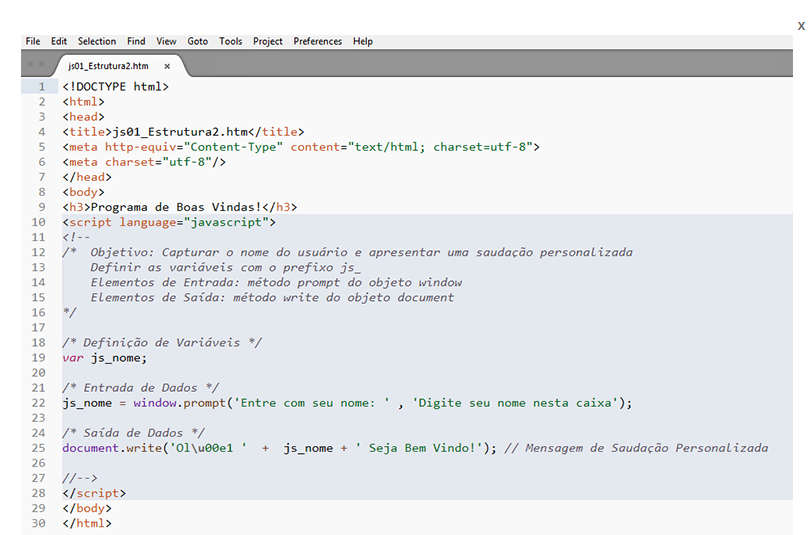 x
File Edit Selection Find View Goto Tools Project Preferences Help
js01_Estrutura2.htm x
1 <!DOCTYPE html>
2 <html>
3 <head>
4 <title>js01_Estrutura2.htm</title>
5 <meta http-equiv="Content-Type" content="text/html; charset=utf-8">
6 <meta charset="utf-8"/>
7 </head>
8 <body>
9 <h3>Programa de Boas Vindas!</h3>
10 <script language="javascript">
11 <!--
12 /*  Objetivo: Capturar o nome do usuário e apresentar uma saudação personalizada
13     Definir as variáveis com o prefixo js_
14     Elementos de Entrada: método prompt do objeto window
15     Elementos de Saída: método write do objeto document
16 */
17
18 /* Definição de Variáveis */
19 var js_nome;
20
21 /* Entrada de Dados */
22 js_nome = window.prompt('Entre com seu nome: ' , 'Digite seu nome nesta caixa');
23
24 /* Saída de Dados */
25 document.write('Ol\u00e1 '  +  js_nome + ' Seja Bem Vindo!'); // Mensagem de Saudação Personalizada
26
27 //-->
28 </script>
29 </body>
30 </html>